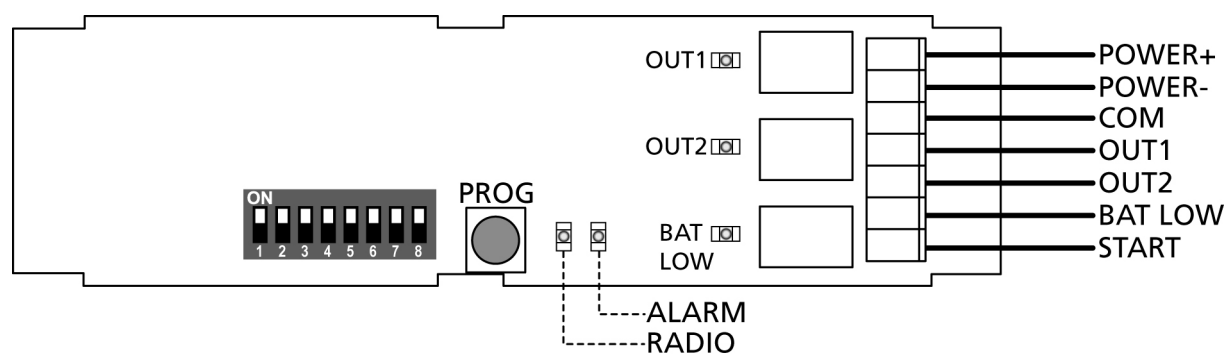 OUT1
OUT2
BAT
LOW
ON
1 2 3 4 5 6 7 8
PROG
ALARM
RADIO
POWER+
POWER-
COM
OUT1
OUT2
BAT LOW
START